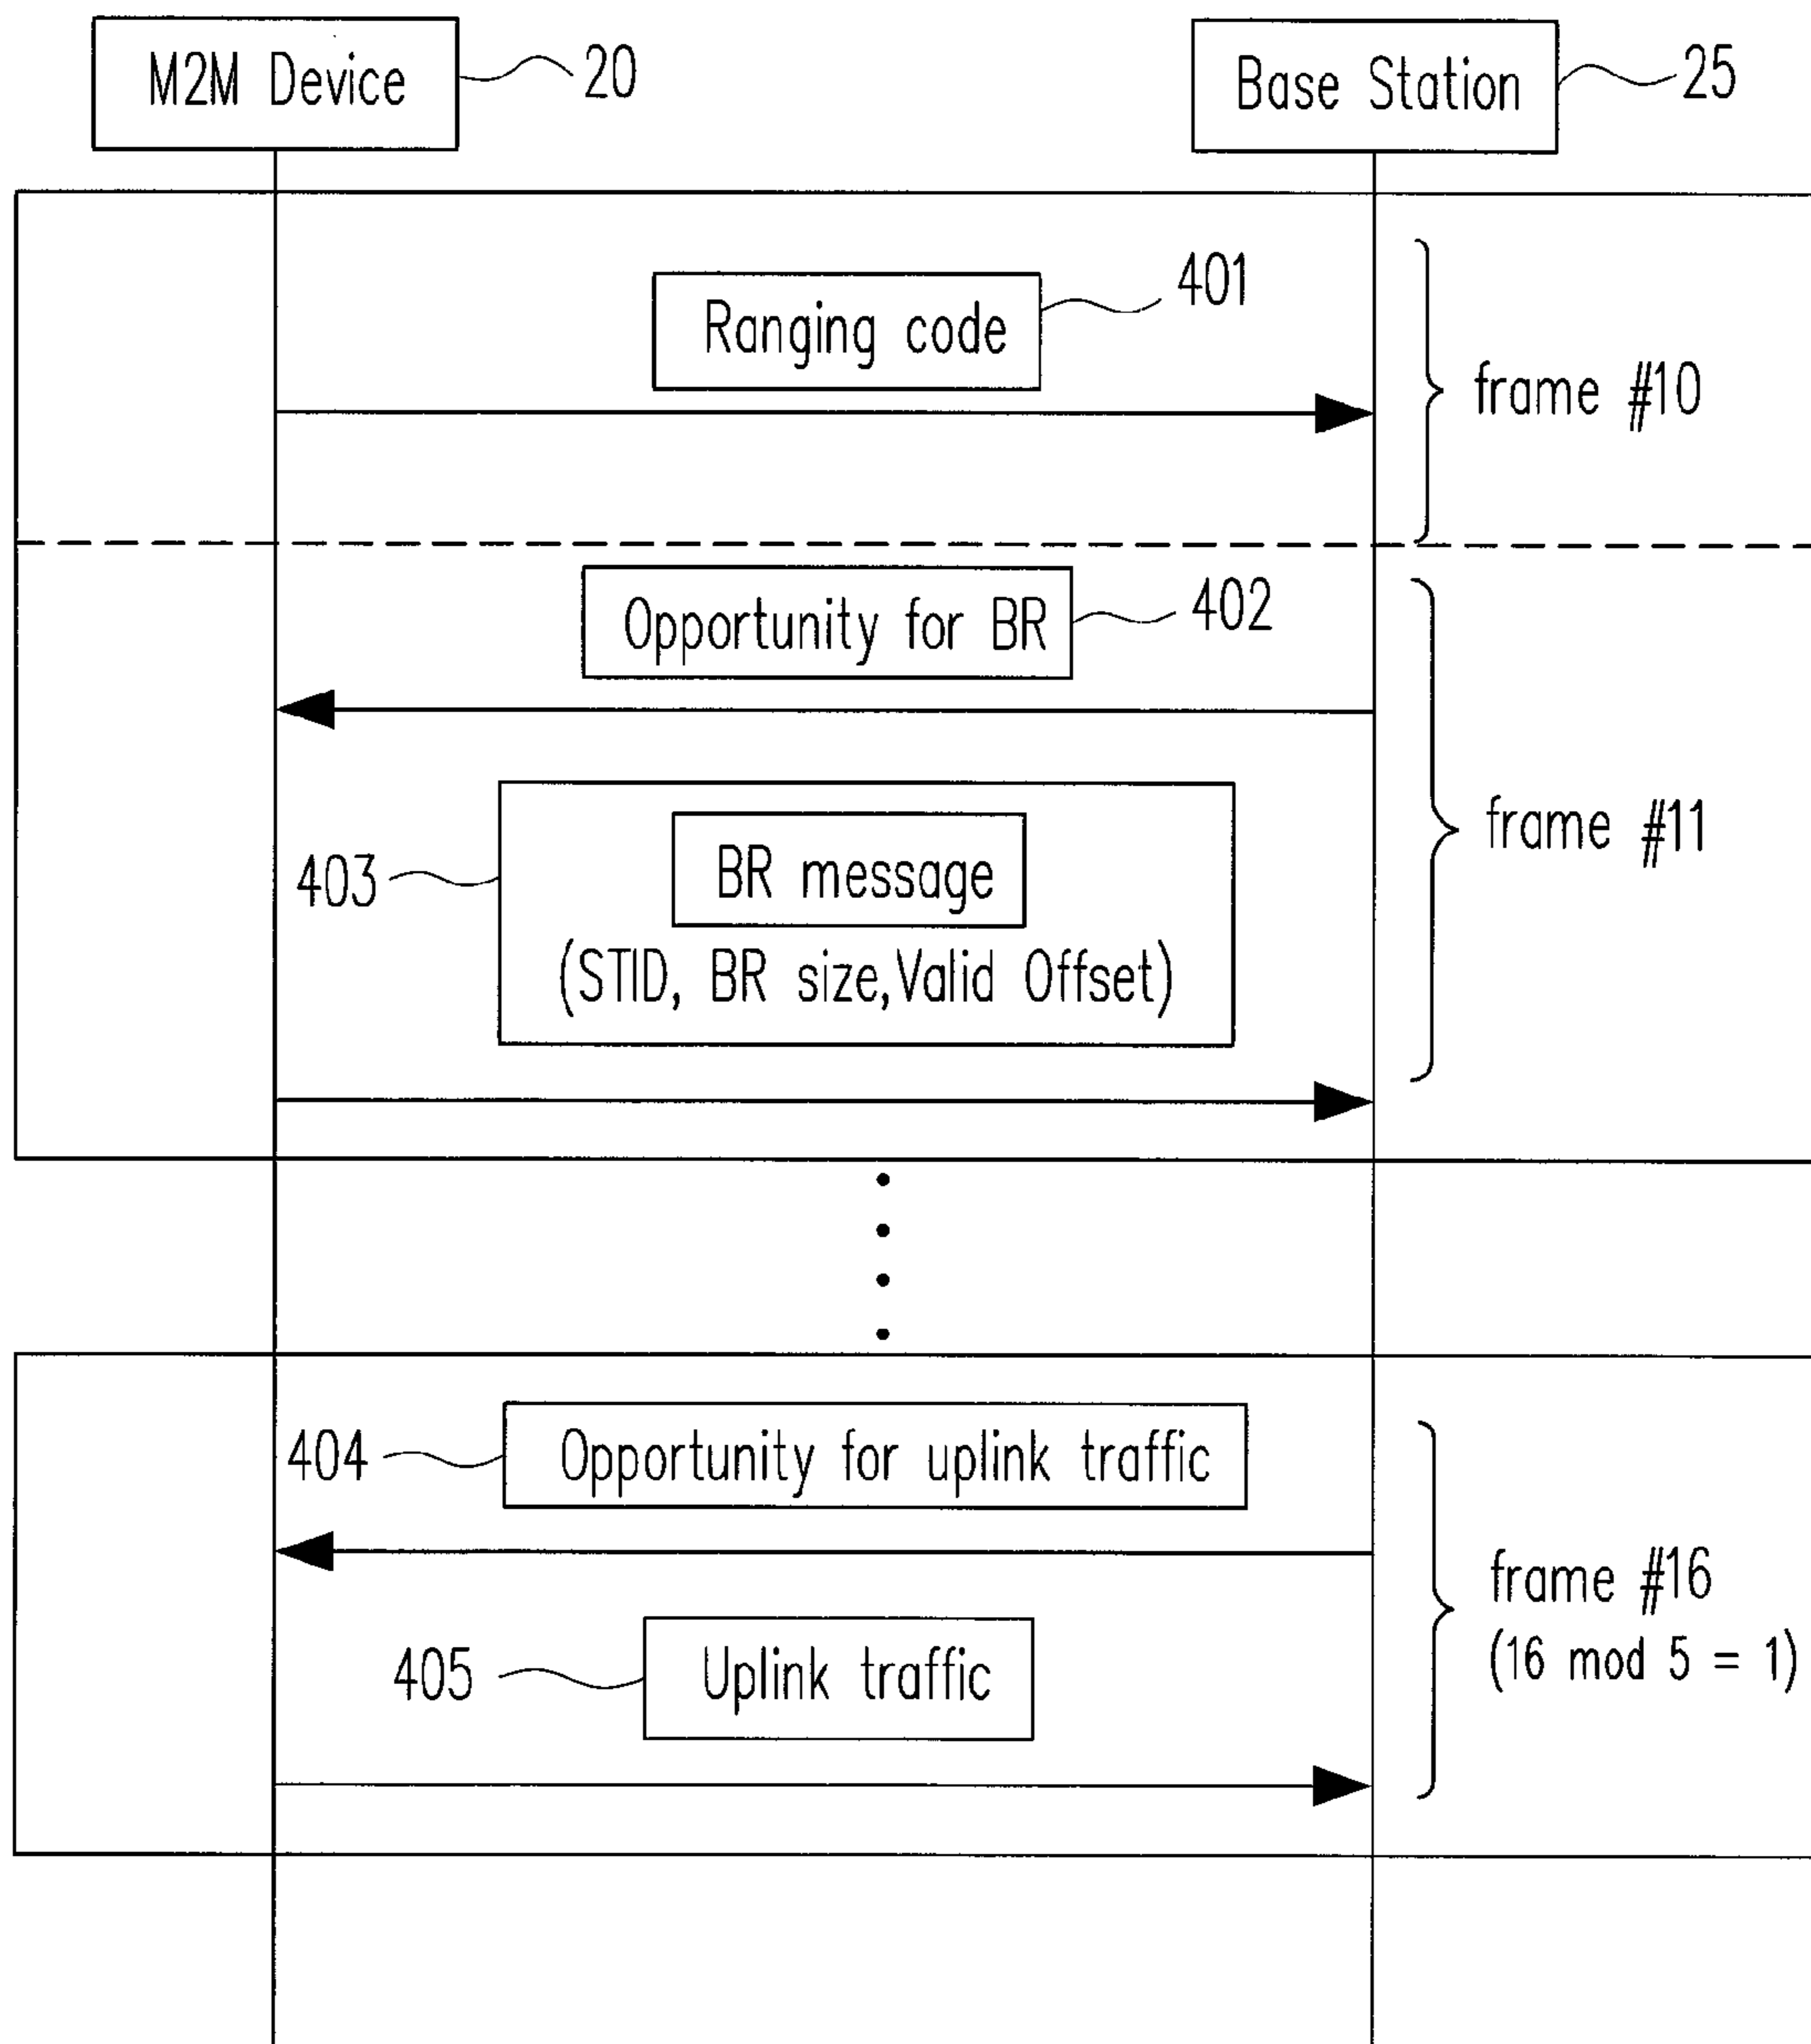 M2M Device
20
Base Station
25
Ranging code
401
frame #10
Opportunity for BR
402
403
BR message
(STID, BR size,Valid Offset)
frame #11
404
Opportunity for uplink traffic
405
Uplink traffic
frame #16
(16 mod 5 = 1)